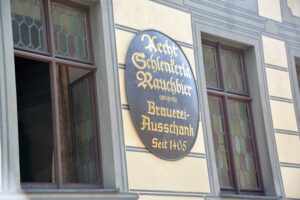 Aecht
Schlenkerla
Rauchbier
Brauerei-
Ausschank
Seit 1405